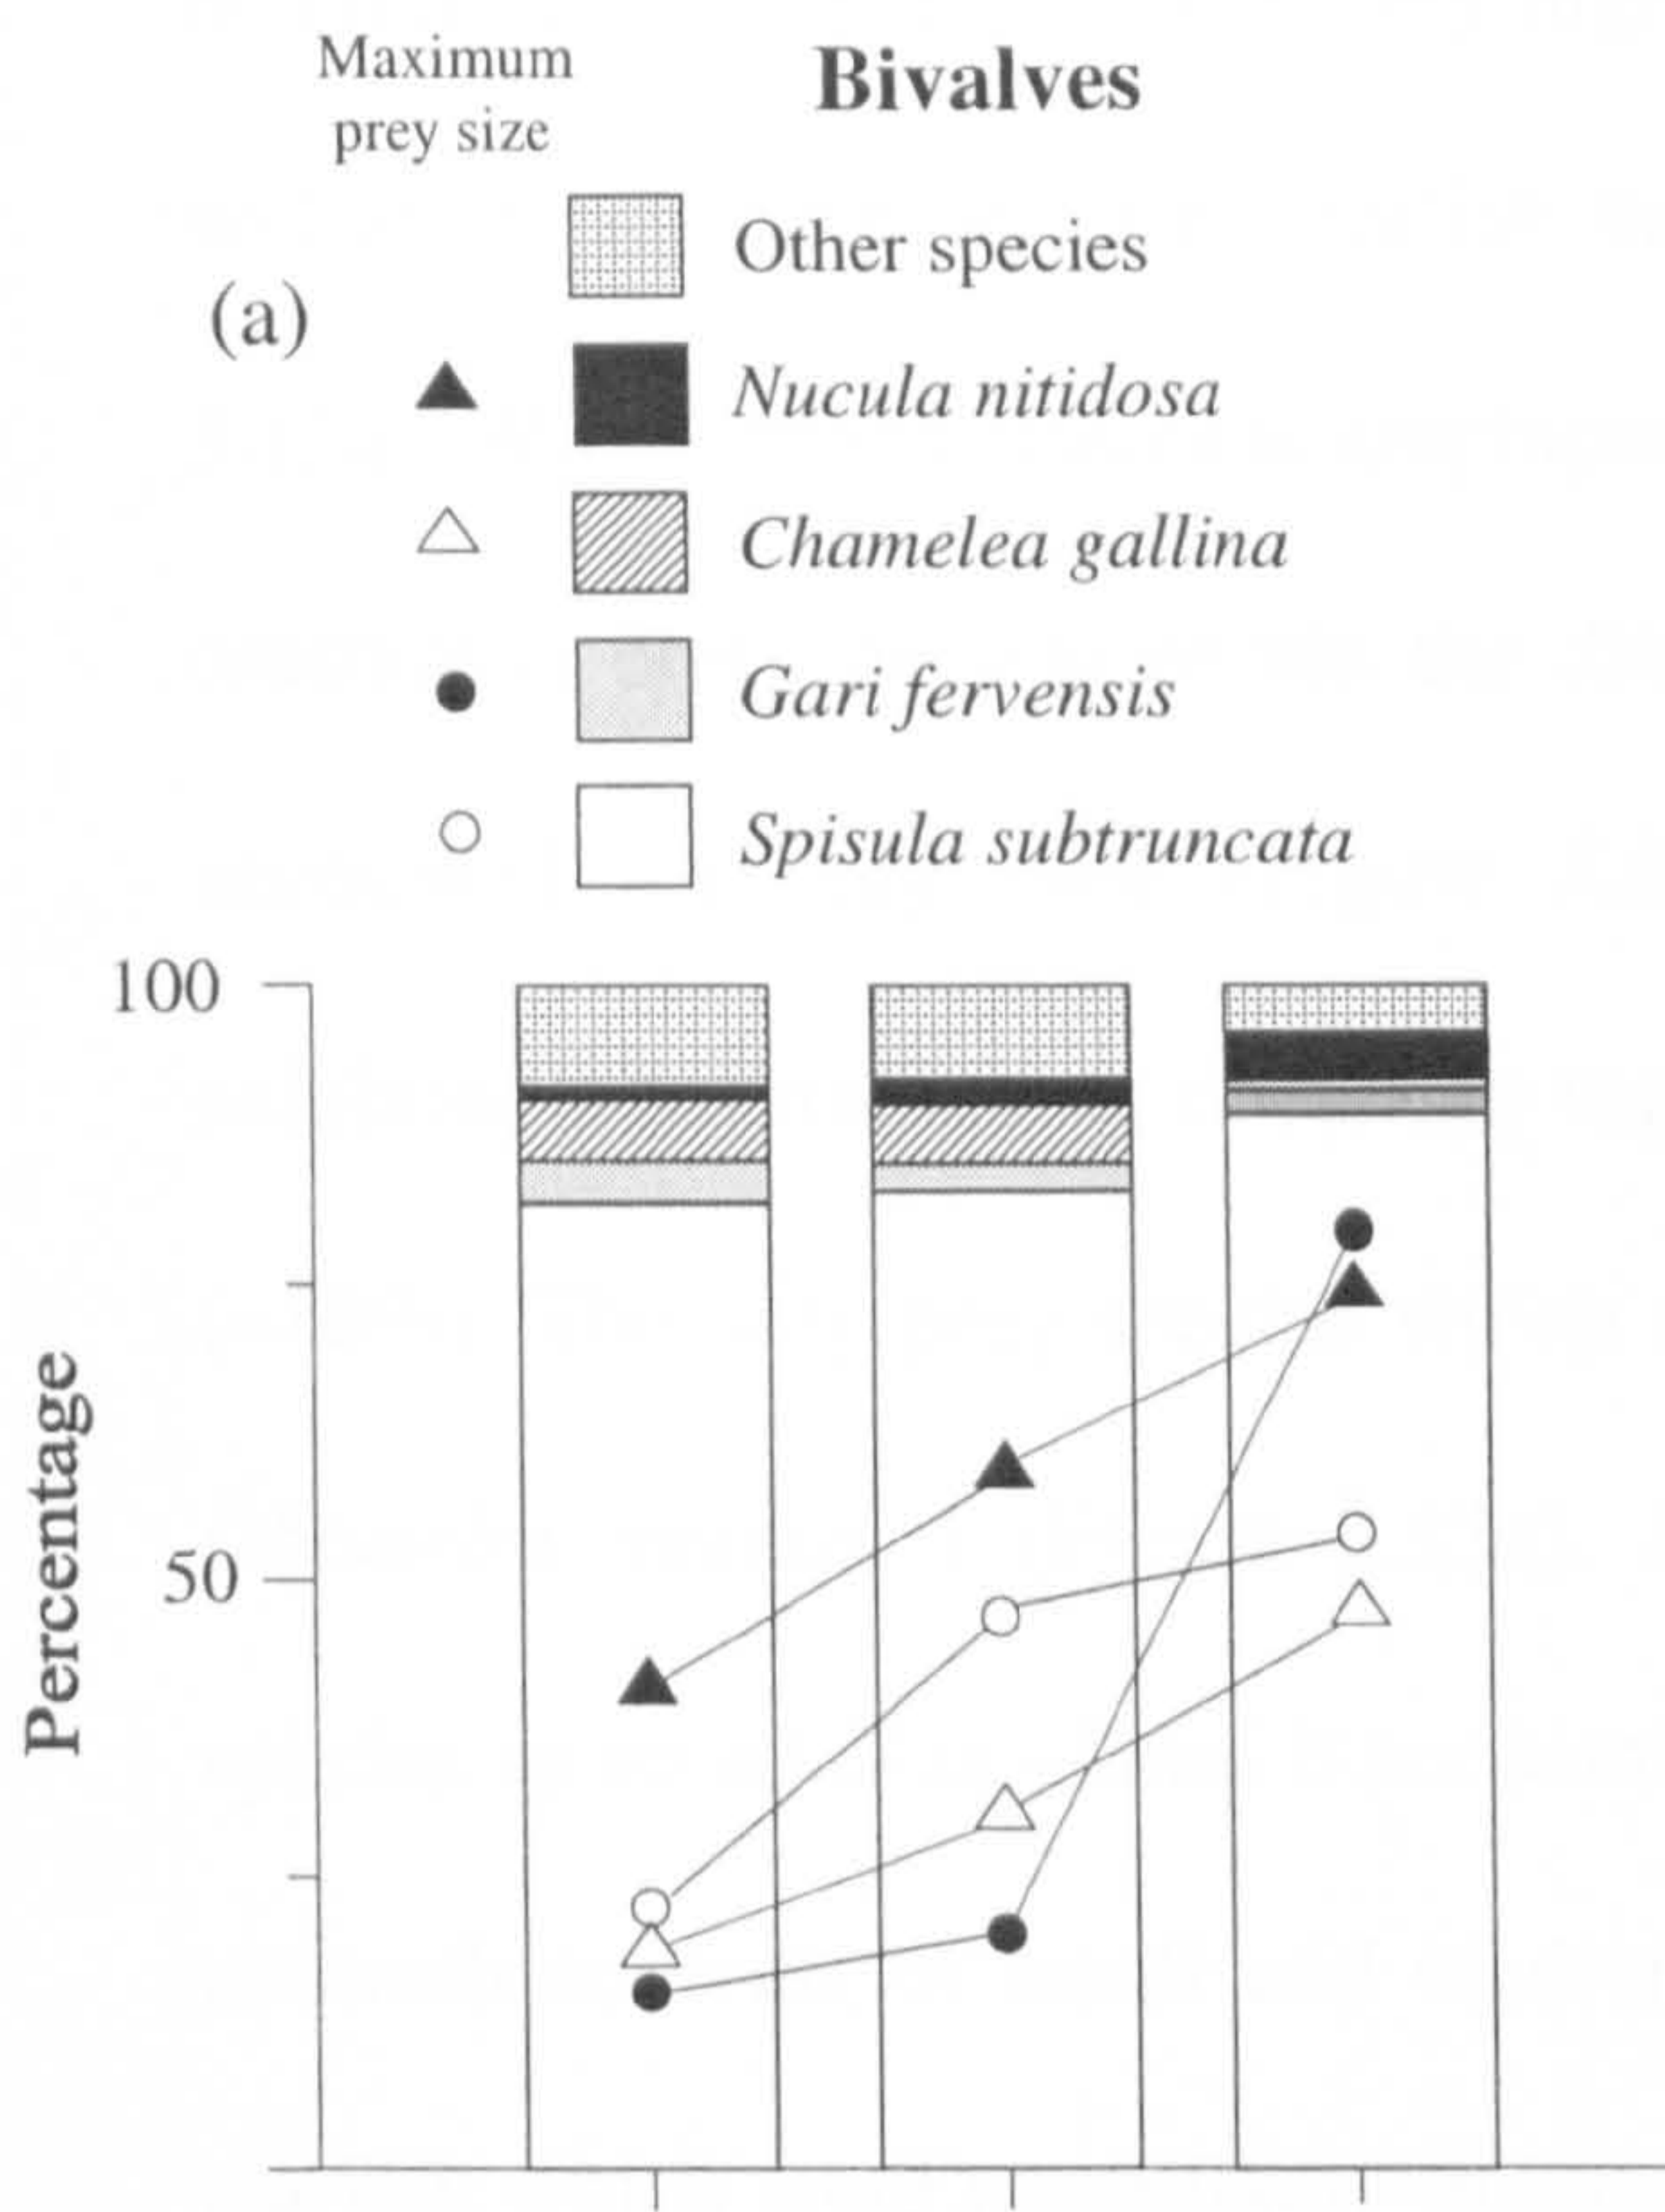 Maximum
prey size
Bivalves
Other species
(a)
Nucula nitidosa
Chamelea gallina
Gari fervensis
Spisula subtruncata
100
50
Percentage